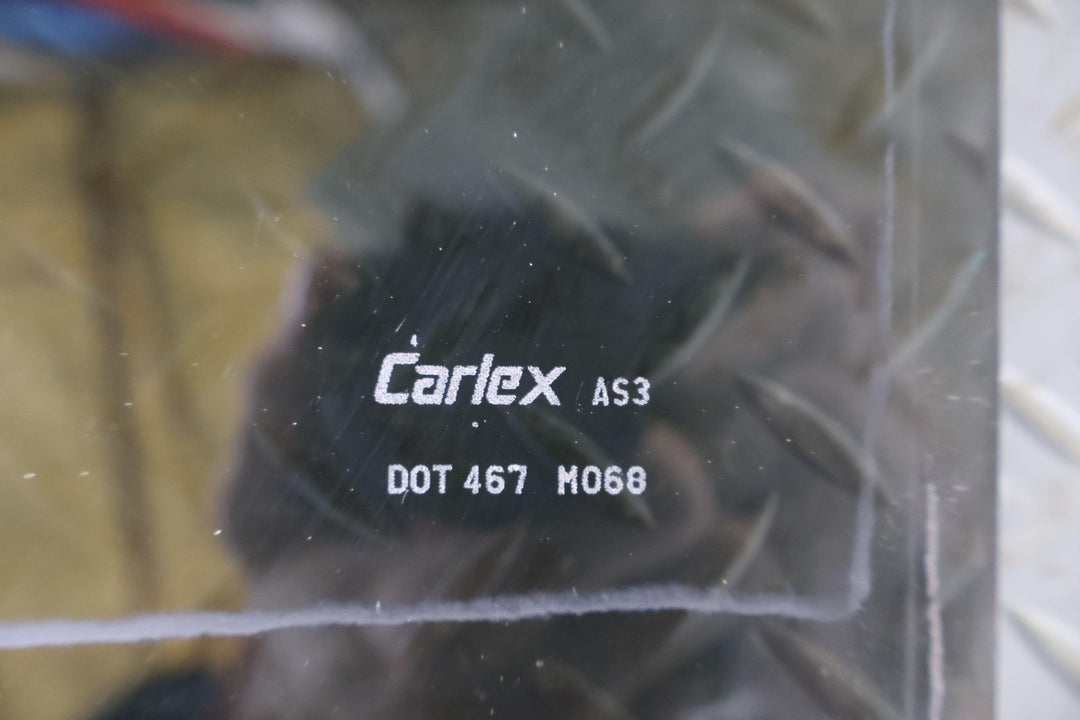 Carlex AS3
DOT 467 M068